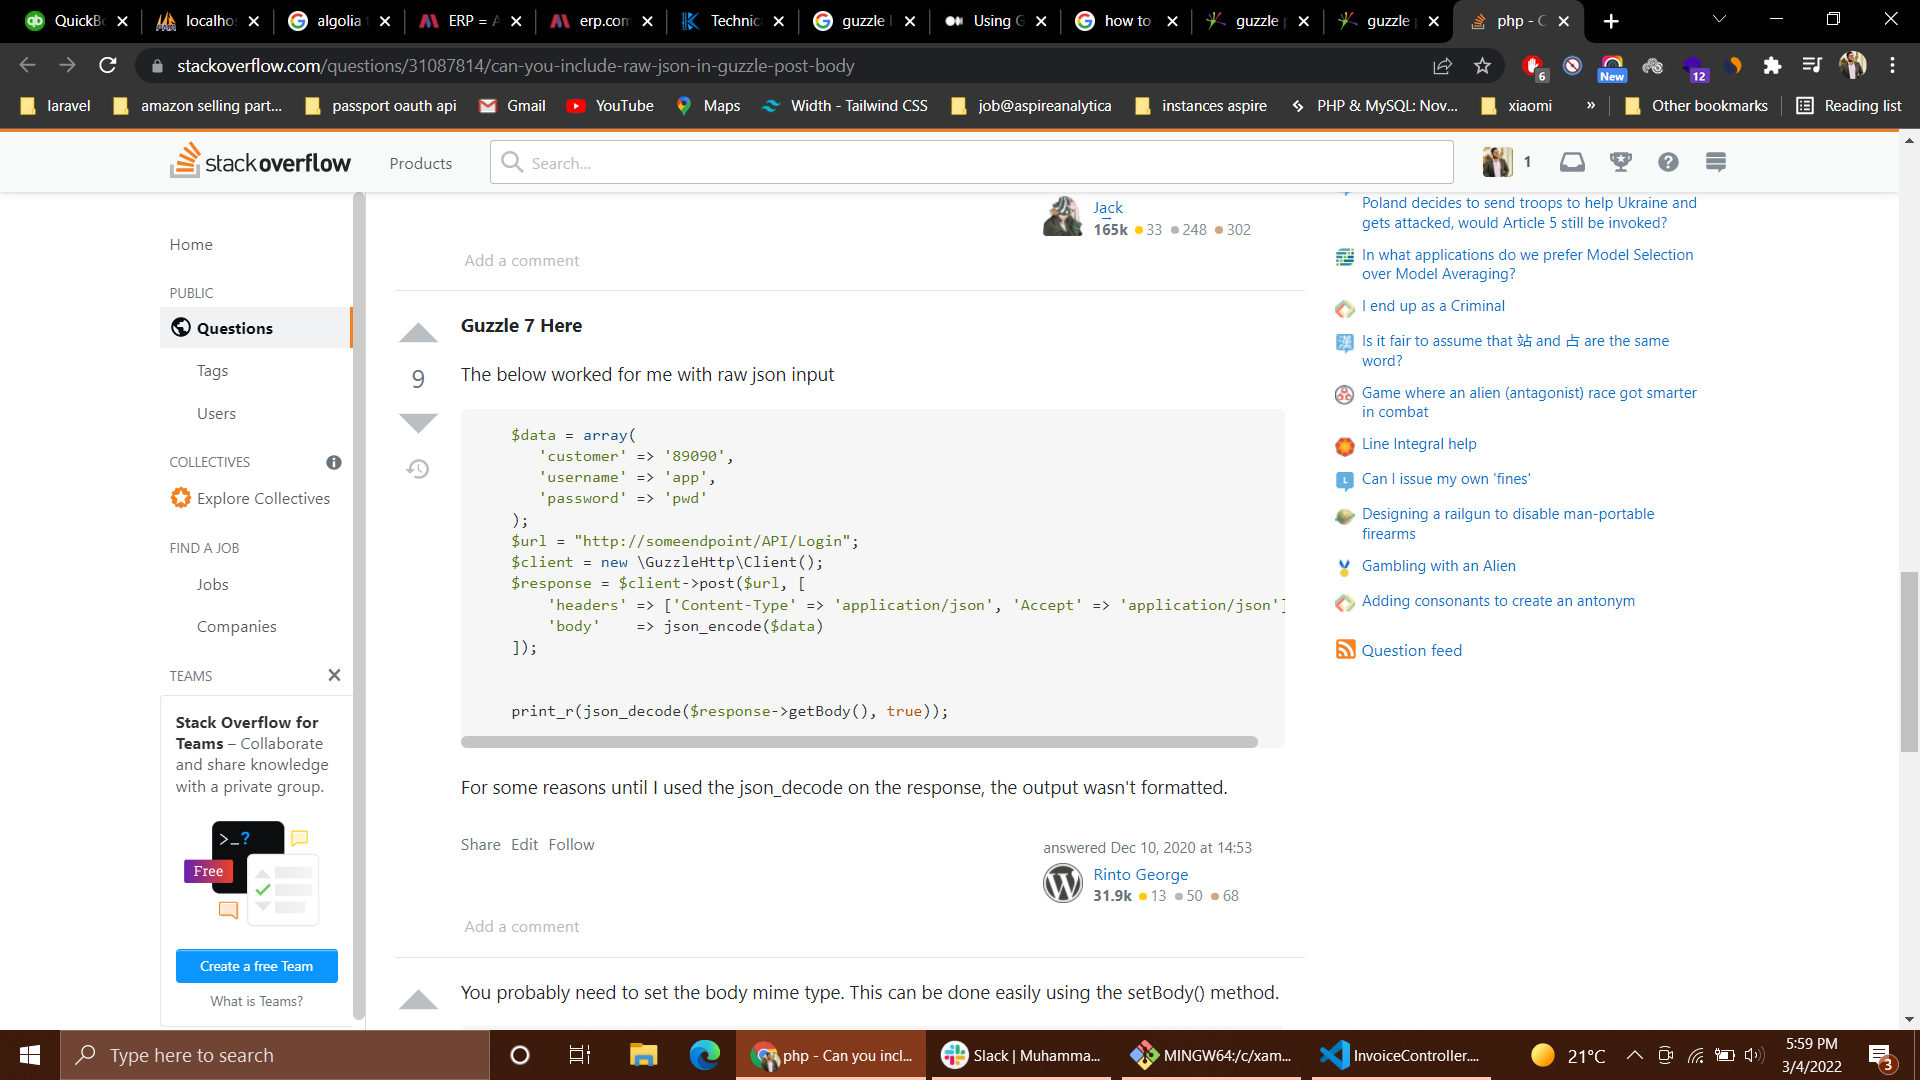 QuickBo
localho
algolia
ERP = A
erp.com
Technic
guzzle
Using G
how to
guzzle
guzzle
php - C
stackoverflow.com/questions/31087814/can-you-include-raw-json-in-guzzle-post-body
6
New
12
laravel
amazon selling part...
passport oauth api
Gmail
YouTube
Maps
Width - Tailwind CSS
job@aspireanalytica
instances aspire
PHP & MySQL: Nov...
xiaomi
»
Other bookmarks
Reading list
stackoverflow
Products
Search...
1
Home
PUBLIC
Questions
Tags
Users
COLLECTIVES
Explore Collectives
FIND A JOB
Jobs
Companies
TEAMS
Stack Overflow for
Teams – Collaborate
and share knowledge
with a private group.
>_?
Free
Create a free Team
What is Teams?
Jack
165k 33 248 302
Add a comment
9
Guzzle 7 Here
The below worked for me with raw json input
$data = array(
'customer' => '89090',
'username' => 'app',
'password' => 'pwd'
);
$url = "http://someendpoint/API/Login";
$client = new \GuzzleHttp\Client();
$response = $client->post($url, [
'headers' => ['Content-Type' => 'application/json', 'Accept' => 'application/json']
'body' => json_encode($data)
]);
print_r(json_decode($response->getBody(), true));
For some reasons until I used the json_decode on the response, the output wasn't formatted.
Share Edit Follow
answered Dec 10, 2020 at 14:53
Rinto George
31.9k 13 50 68
Add a comment
You probably need to set the body mime type. This can be done easily using the setBody() method.
Poland decides to send troops to help Ukraine and
gets attacked, would Article 5 still be invoked?
In what applications do we prefer Model Selection
over Model Averaging?
I end up as a Criminal
Is it fair to assume that 站 and 占 are the same
word?
Game where an alien (antagonist) race got smarter
in combat
Line Integral help
Can I issue my own 'fines'
Designing a railgun to disable man-portable
firearms
Gambling with an Alien
Adding consonants to create an antonym
Question feed
Type here to search
php - Can you incl...
Slack | Muhamma...
MINGW64:/c/xam...
InvoiceController....
21°C
5:59 PM
3/4/2022
3